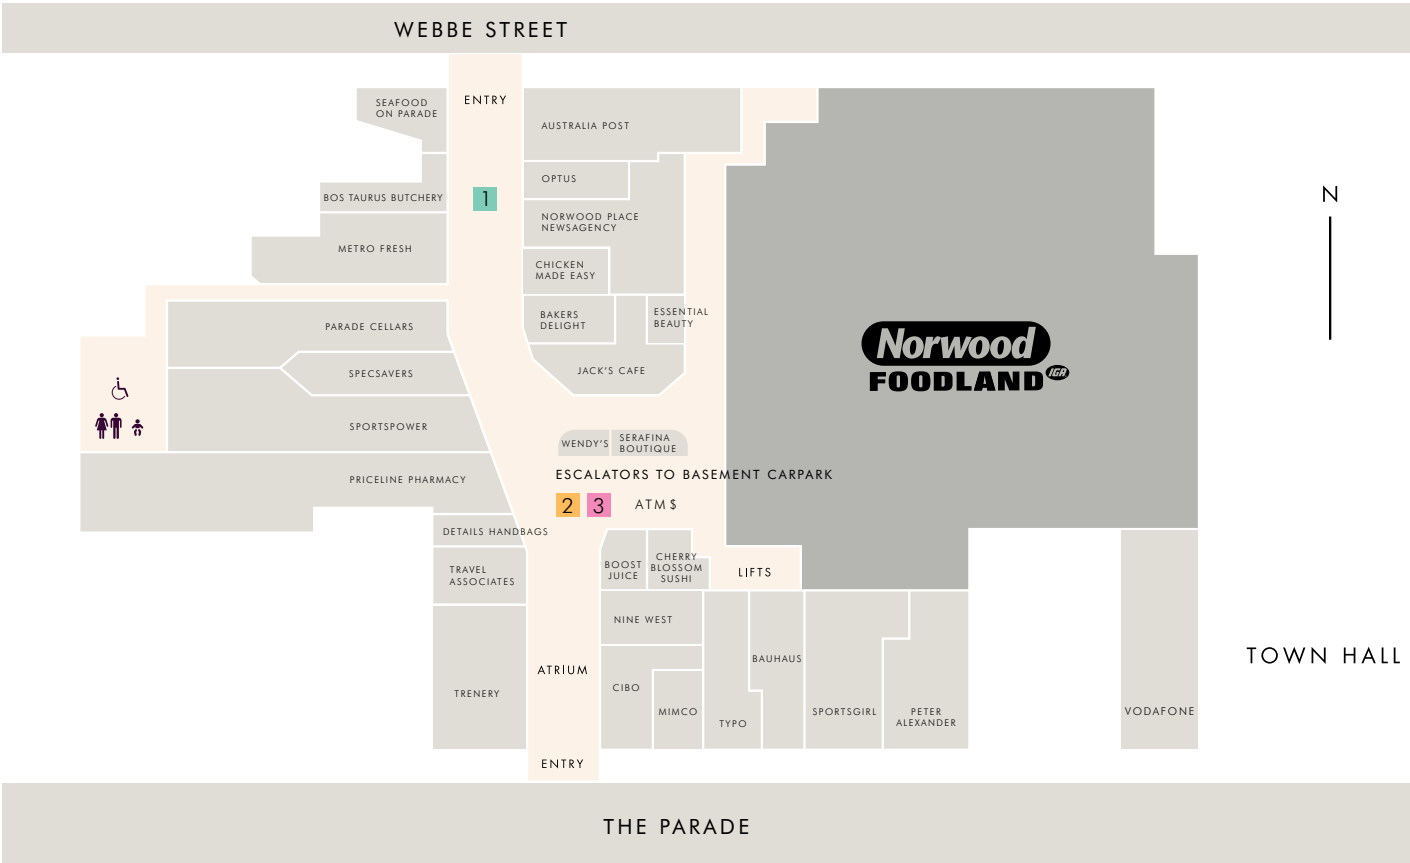 WEBBE STREET
ENTRY
SEAFOOD
ON PARADE
AUSTRALIA POST
OPTUS
BOS TAURUS BUTCHERY
1
N
NORWOOD PLACE
NEWSAGENCY
METRO FRESH
CHICKEN
MADE EASY
BAKERS
DELIGHT
ESSENTIAL
BEAUTY
PARADE CELLARS
Norwood
FOODLAND IGA
SPECSAVERS
JACK'S CAFE
SPORTSPOWER
WENDY'S
SERAFINA
BOUTIQUE
ESCALATORS TO BASEMENT CARPARK
PRICELINE PHARMACY
2 3 ATM $
DETAILS HANDBAGS
TRAVEL
ASSOCIATES
BOOST
JUICE
CHERRY
BLOSSOM
SUSHI
LIFTS
NINE WEST
ATRIUM
BAUHAUS
TOWN HALL
TRENERY
CIBO
MIMCO
TYPO
SPORTSGIRL
PETER
ALEXANDER
VODAFONE
ENTRY
THE PARADE